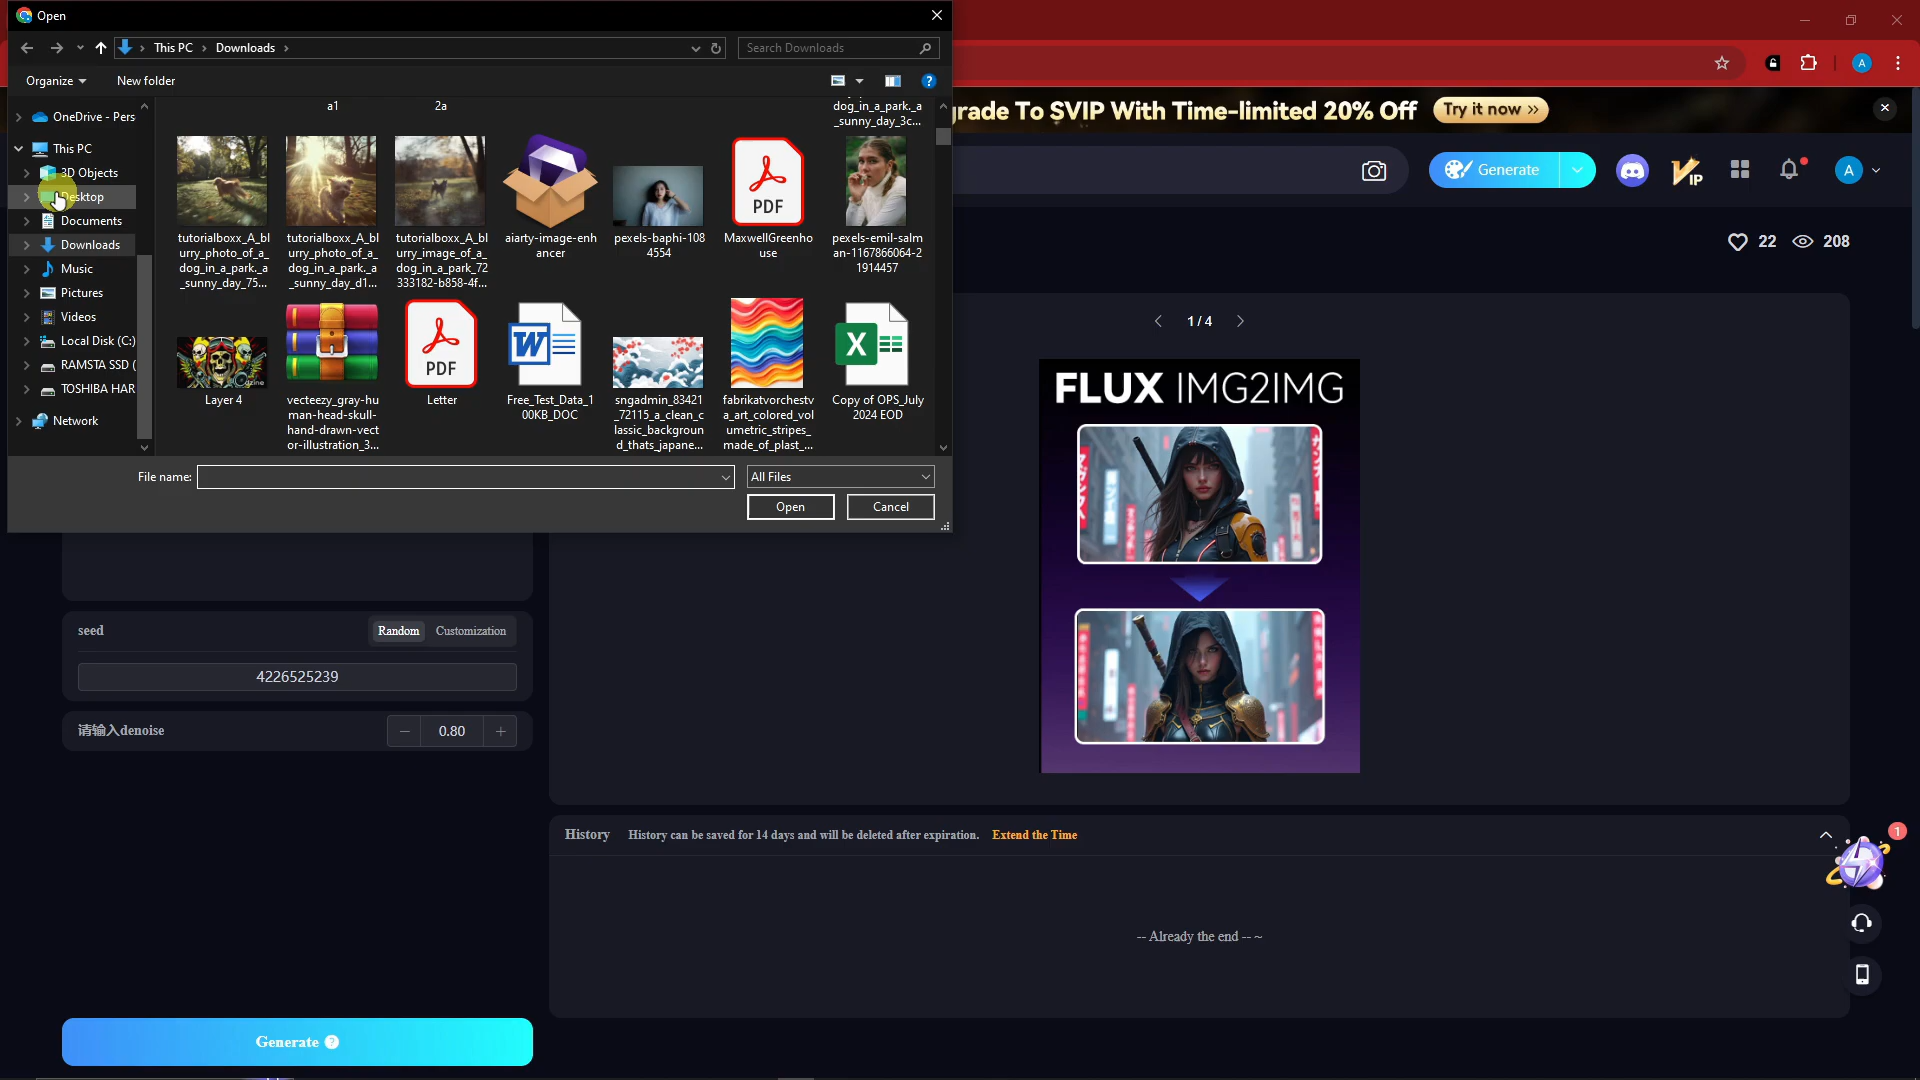 Open
This PC
Downloads
Search Downloads
Organize
New folder
OneDrive - Pers
This PC
3D Objects
Desktop
Documents
Downloads
Music
Pictures
Videos
Local Disk (C:)
RAMSTA SSD (
TOSHIBA HAR
Network
a1
2a
dog_in_a_park._a
_sunny_day_3c...
tutorialboxx_A_bl
urry_photo_of_a_
dog_in_a_park._a
_sunny_day_75...
tutorialboxx_A_bl
urry_photo_of_a_
dog_in_a_park._a
_sunny_day_d1...
tutorialboxx_A_bl
urry_image_of_a_
dog_in_a_park_72
333182-b858-4f...
aiarty-image-enh
ancer
pexels-baphi-108
4554
PDF
MaxwellGreenho
use
pexels-emil-salm
an-1167866064-2
1914457
Layer 4
vecteezy_gray-hu
man-head-skull-
hand-drawn-vect
or-illustration_3...
PDF
Letter
Free_Test_Data_1
00KB_DOC
sngadmin_83421
_72115_a_clean_c
lassic_backgroun
d_thats_japane...
fabrikatvorchestv
a_art_colored_vol
umetric_stripes_
made_of_plast_...
Copy of OPS_July
2024 EOD
File name:
All Files
Open
Cancel
grade To SVIP With Time-limited 20% Off
Try it now >>
Generate
VIP
A
A
22
208
1 / 4
FLUX IMG2IMG
seed
Random
Customization
4226525239
请输入denoise
0.80
History
History can be saved for 14 days and will be deleted after expiration.
Extend the Time
1
-- Already the end -- ~
Generate